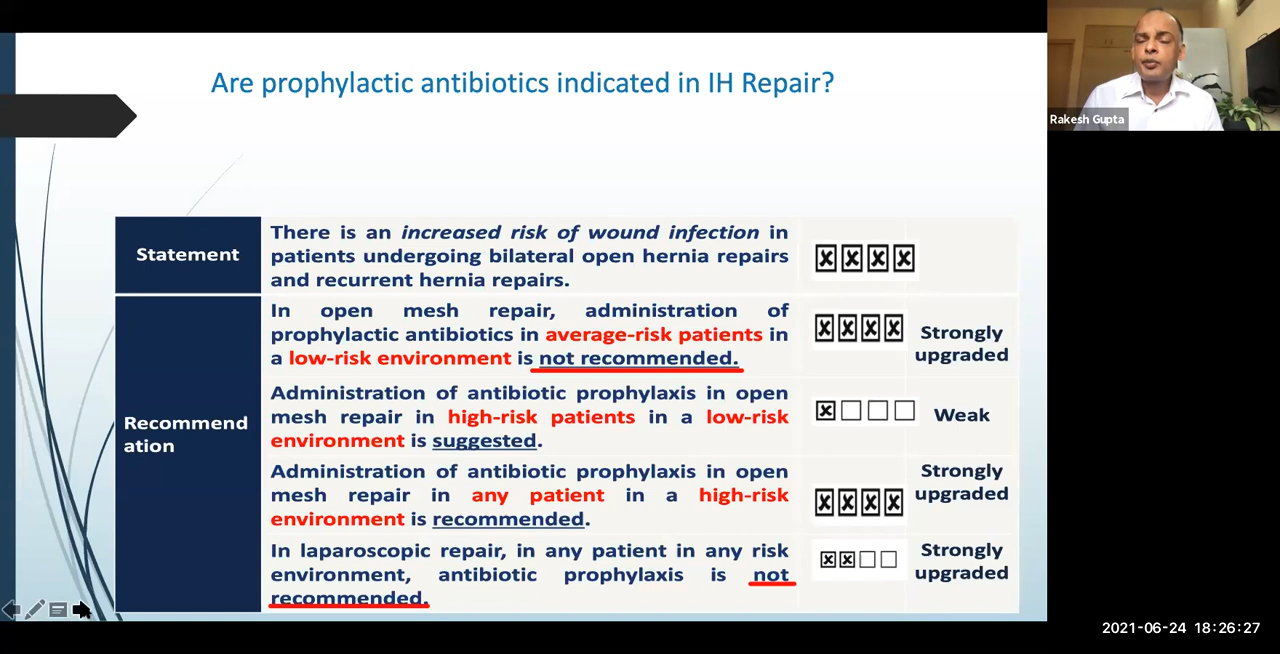 Are prophylactic antibiotics indicated in IH Repair?
Rakesh Gupta
Statement
There is an increased risk of wound infection in
patients undergoing bilateral open hernia repairs
and recurrent hernia repairs.
Recommend
ation
In open mesh repair, administration of
prophylactic antibiotics in average-risk patients in
a low-risk environment is not recommended.
Strongly
upgraded
Administration of antibiotic prophylaxis in open
mesh repair in high-risk patients in a low-risk
environment is suggested.
Weak
Administration of antibiotic prophylaxis in open
mesh repair in any patient in a high-risk
environment is recommended.
Strongly
upgraded
In laparoscopic repair, in any patient in any risk
environment, antibiotic prophylaxis is not
recommended.
Strongly
upgraded
2021-06-24 18:26:27